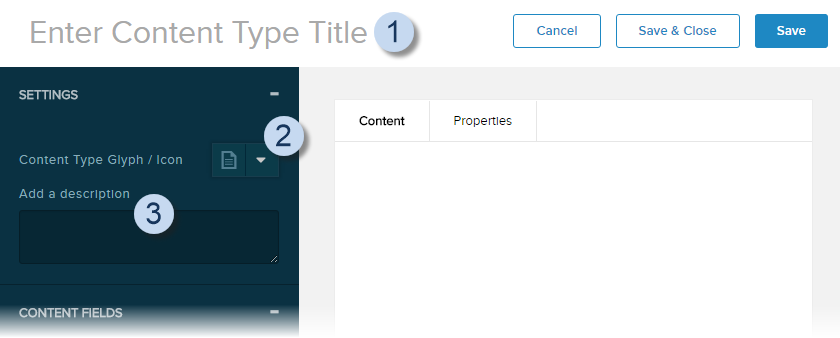 Enter Content Type Title 1 Cancel Save & Close Save
SETTINGS
Content Properties
2
Content Type Glyph / Icon
Add a description
3
CONTENT FIELDS